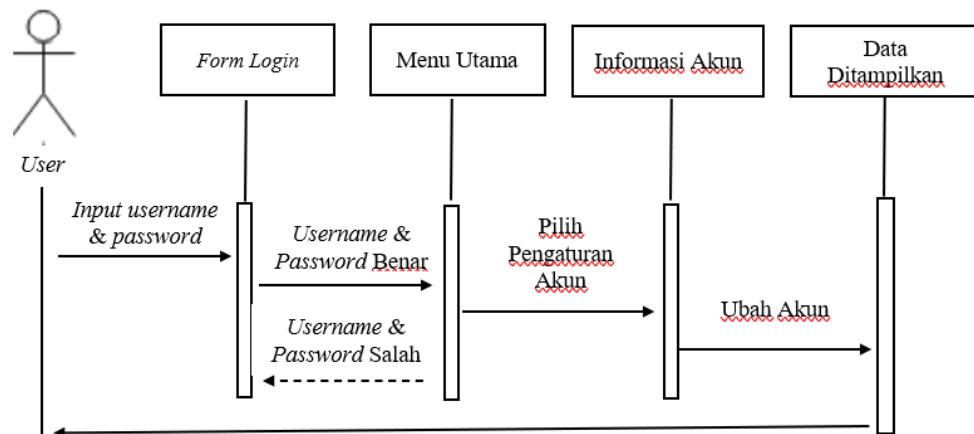 Form Login
Menu Utama
Informasi Akun
Data
Ditampilkan
User
Input username
& password
Username &
Password Benar
Pilih
Pengaturan
Akun
Username &
Password Salah
Ubah Akun